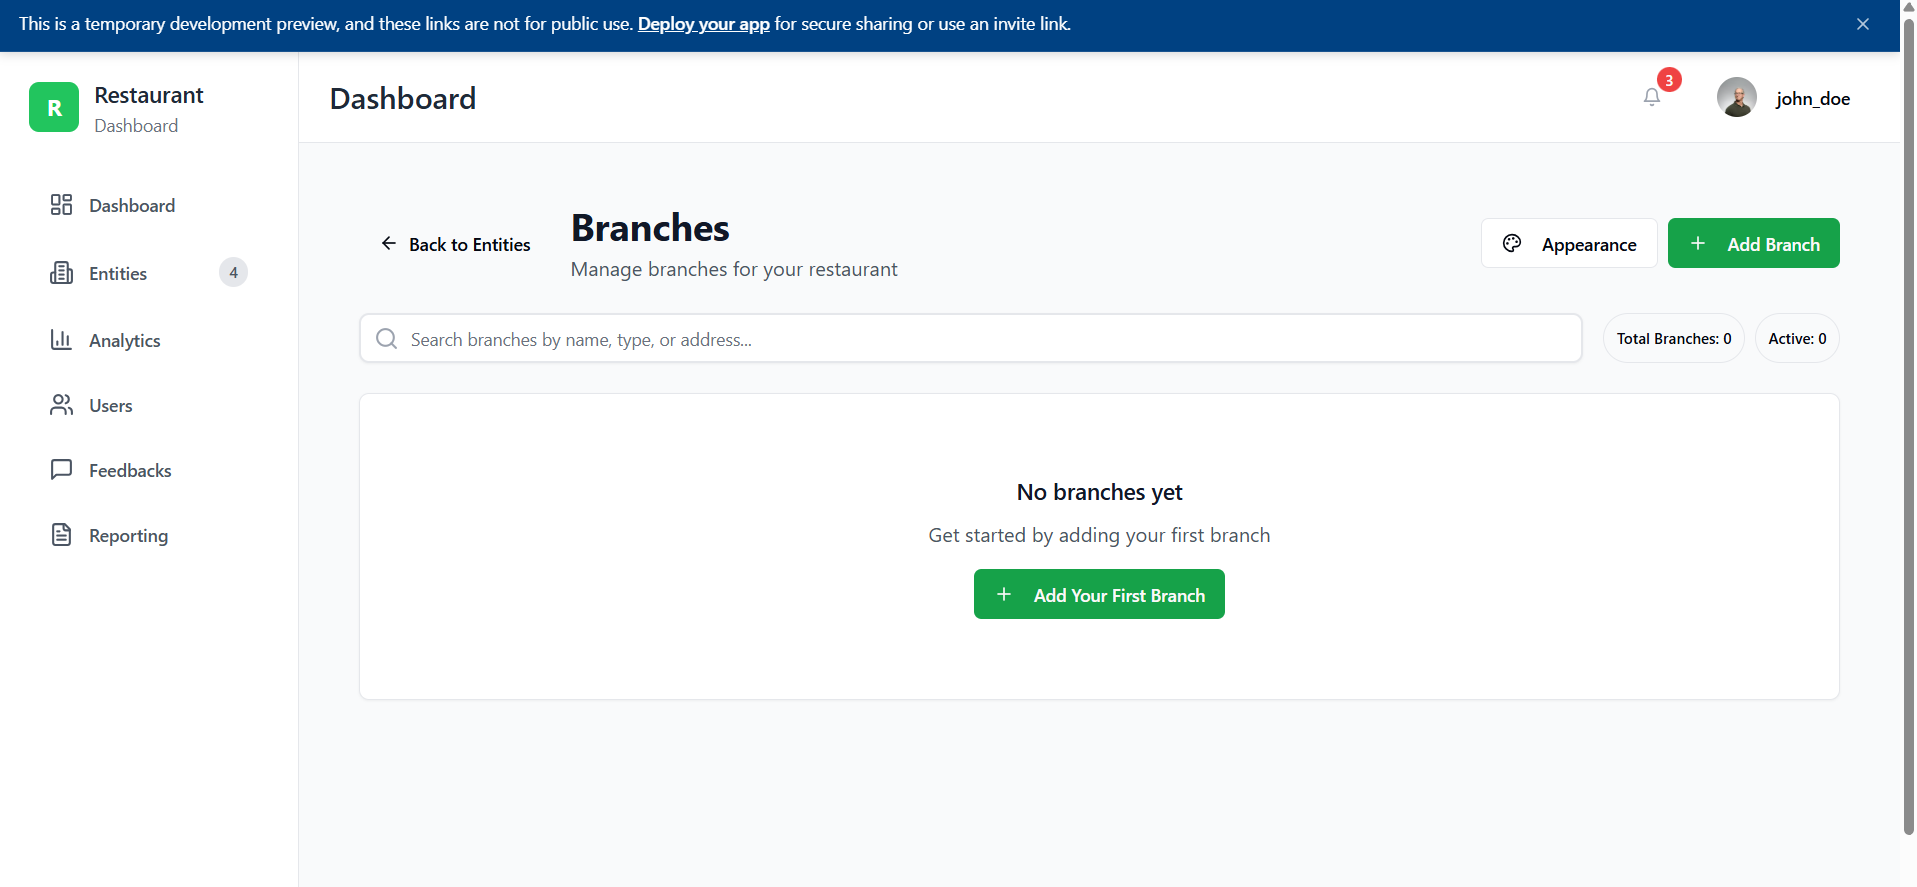 This is a temporary development preview, and these links are not for public use. Deploy your app for secure sharing or use an invite link.
R
Restaurant
Dashboard
Dashboard
3
john_doe
Dashboard
Entities
4
Analytics
Users
Feedbacks
Reporting
Back to Entities
Branches
Manage branches for your restaurant
Appearance
Add Branch
Search branches by name, type, or address...
Total Branches: 0
Active: 0
No branches yet
Get started by adding your first branch
Add Your First Branch